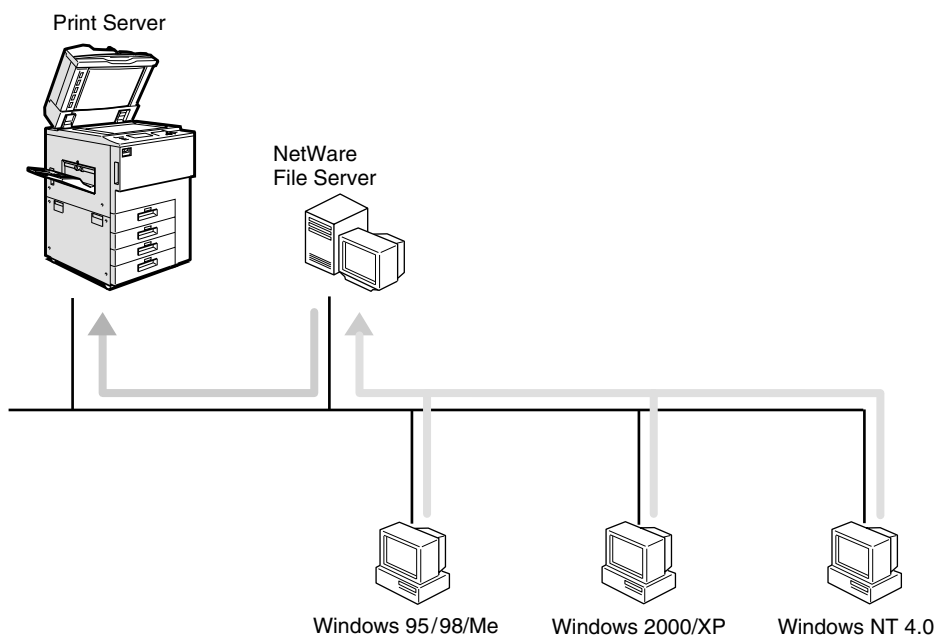 Print Server
NetWare
File Server
Windows 95/98/Me
Windows 2000/XP
Windows NT 4.0